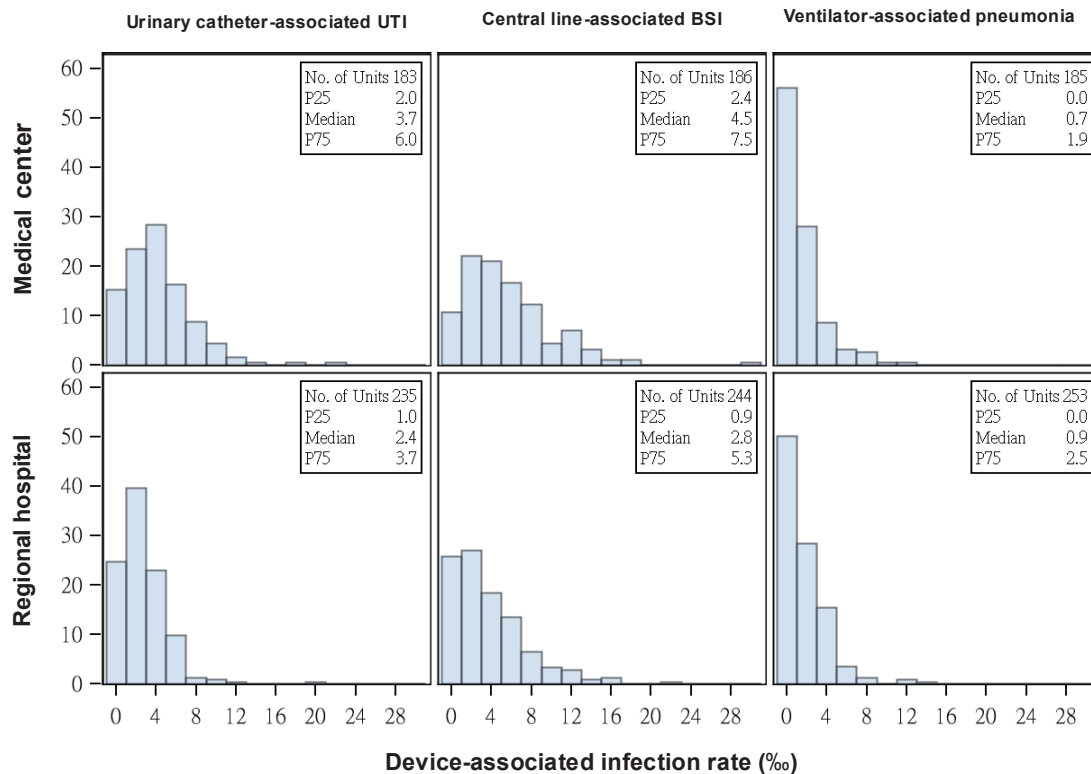 Urinary catheter-associated UTI
Central line-associated BSI
Ventilator-associated pneumonia
Medical center
60
50
40
30
20
10
0
No. of Units 183
P25 2.0
Median 3.7
P75 6.0
No. of Units 186
P25 2.4
Median 4.5
P75 7.5
No. of Units 185
P25 0.0
Median 0.7
P75 1.9
Regional hospital
60
50
40
30
20
10
0
No. of Units 235
P25 1.0
Median 2.4
P75 3.7
No. of Units 244
P25 0.9
Median 2.8
P75 5.3
No. of Units 253
P25 0.0
Median 0.9
P75 2.5
0 4 8 12 16 20 24 28
0 4 8 12 16 20 24 28
0 4 8 12 16 20 24 28
Device-associated infection rate (‰)